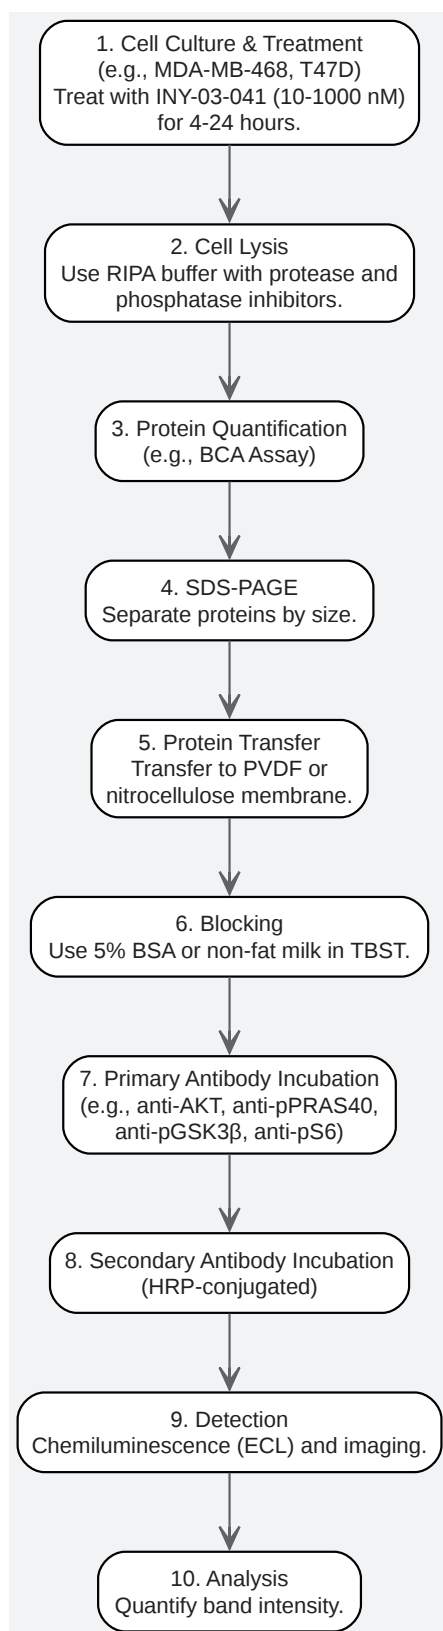 1. Cell Culture & Treatment
(e.g., MDA-MB-468, T47D)
Treat with INY-03-041 (10-1000 nM)
for 4-24 hours.
2. Cell Lysis
Use RIPA buffer with protease and
phosphatase inhibitors.
3. Protein Quantification
(e.g., BCA Assay)
4. SDS-PAGE
Separate proteins by size.
5. Protein Transfer
Transfer to PVDF or
nitrocellulose membrane.
6. Blocking
Use 5% BSA or non-fat milk in TBST.
7. Primary Antibody Incubation
(e.g., anti-AKT, anti-pPRAS40,
anti-pGSK3β, anti-pS6)
8. Secondary Antibody Incubation
(HRP-conjugated)
9. Detection
Chemiluminescence (ECL) and imaging.
10. Analysis
Quantify band intensity.